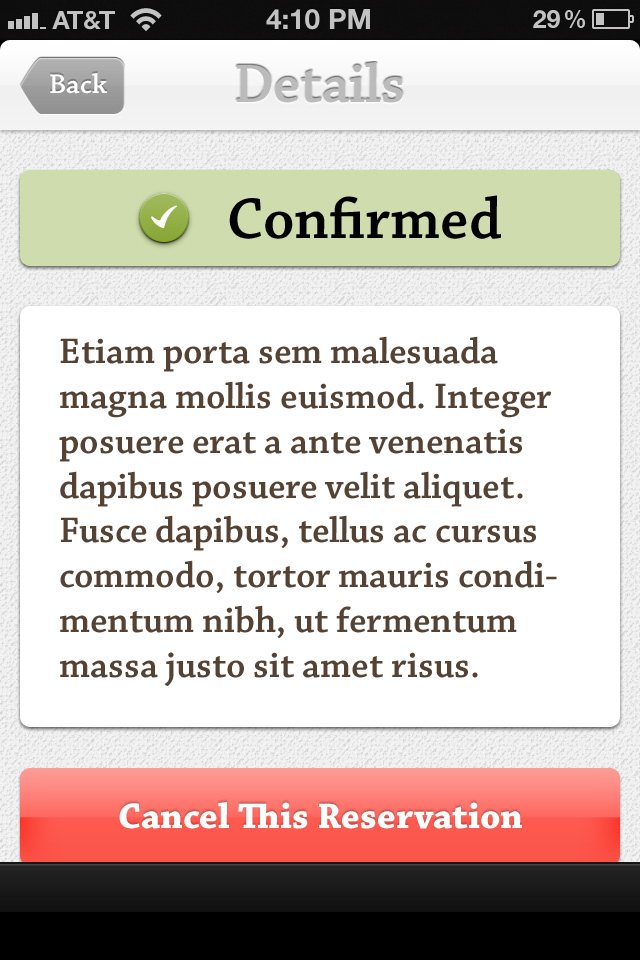 AT&T 4:10 PM 29%
Back Details
Confirmed
Etiam porta sem malesuada
magna mollis euismod. Integer
posuere erat a ante venenatis
dapibus posuere velit aliquet.
Fusce dapibus, tellus ac cursus
commodo, tortor mauris condi-
mentum nibh, ut fermentum
massa justo sit amet risus.
Cancel This Reservation